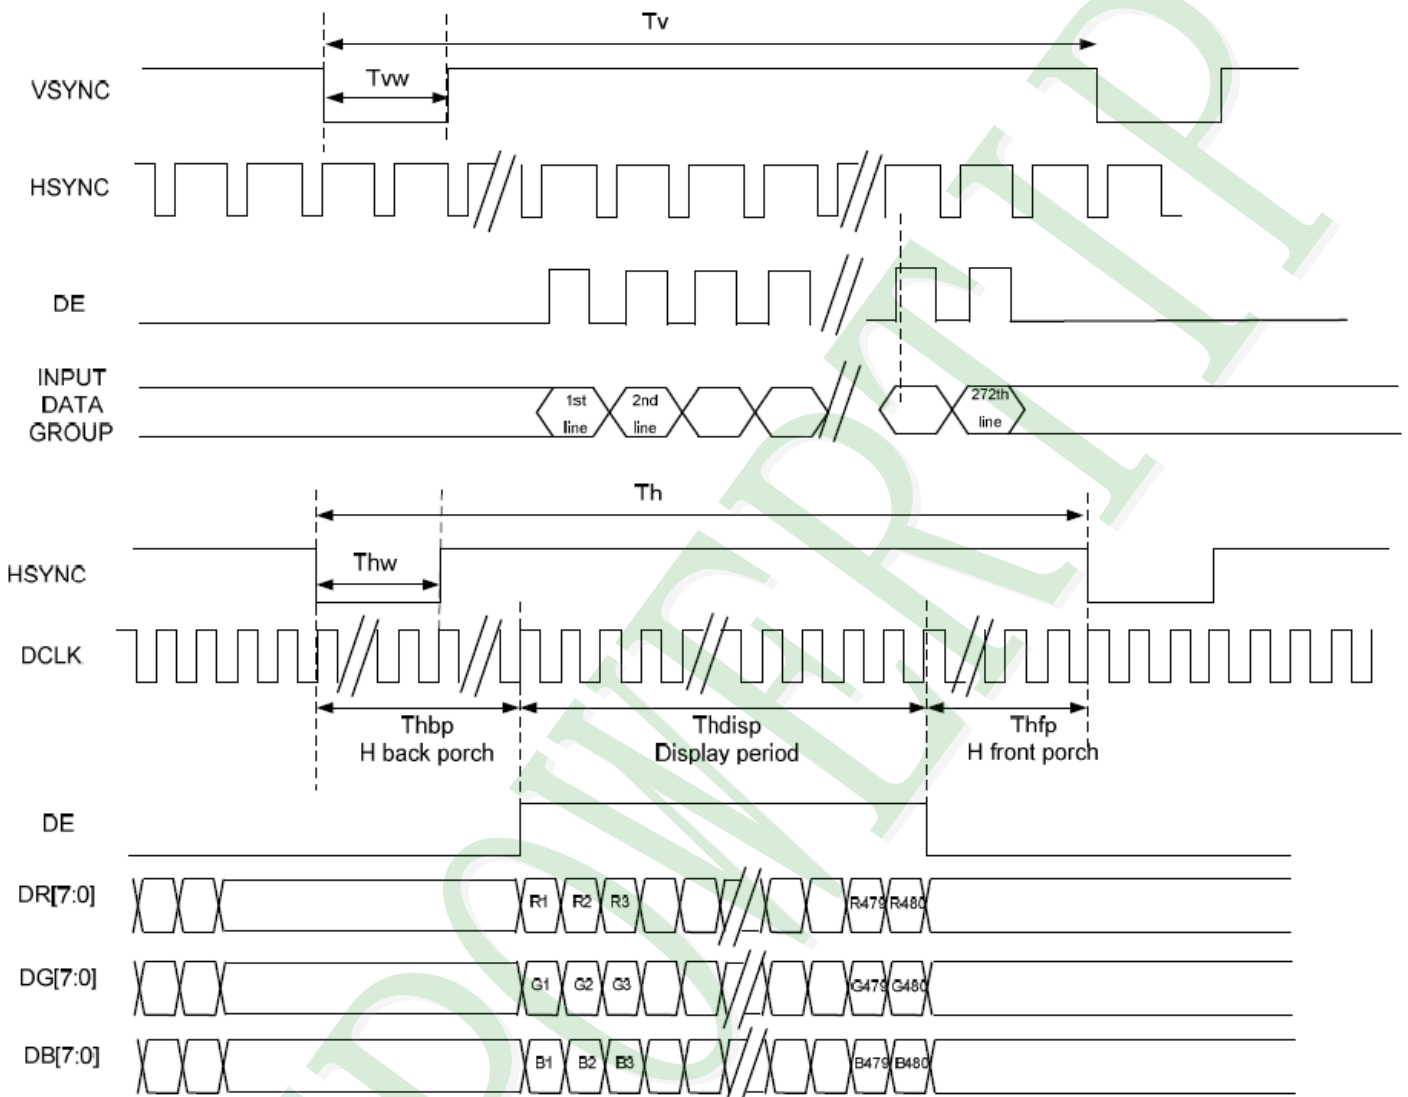 Tv
Tvw
VSYNC
HSYNC
DE
INPUT
DATA
GROUP
1st
line
2nd
line
272th
line
Th
Thw
HSYNC
DCLK
Thbp
H back porch
Thdisp
Display period
Thfp
H front porch
DE
DR[7:0]
R1 R2 R3 R479 R480
DG[7:0]
G1 G2 G3 G479 G480
DB[7:0]
B1 B2 B3 B479 B480